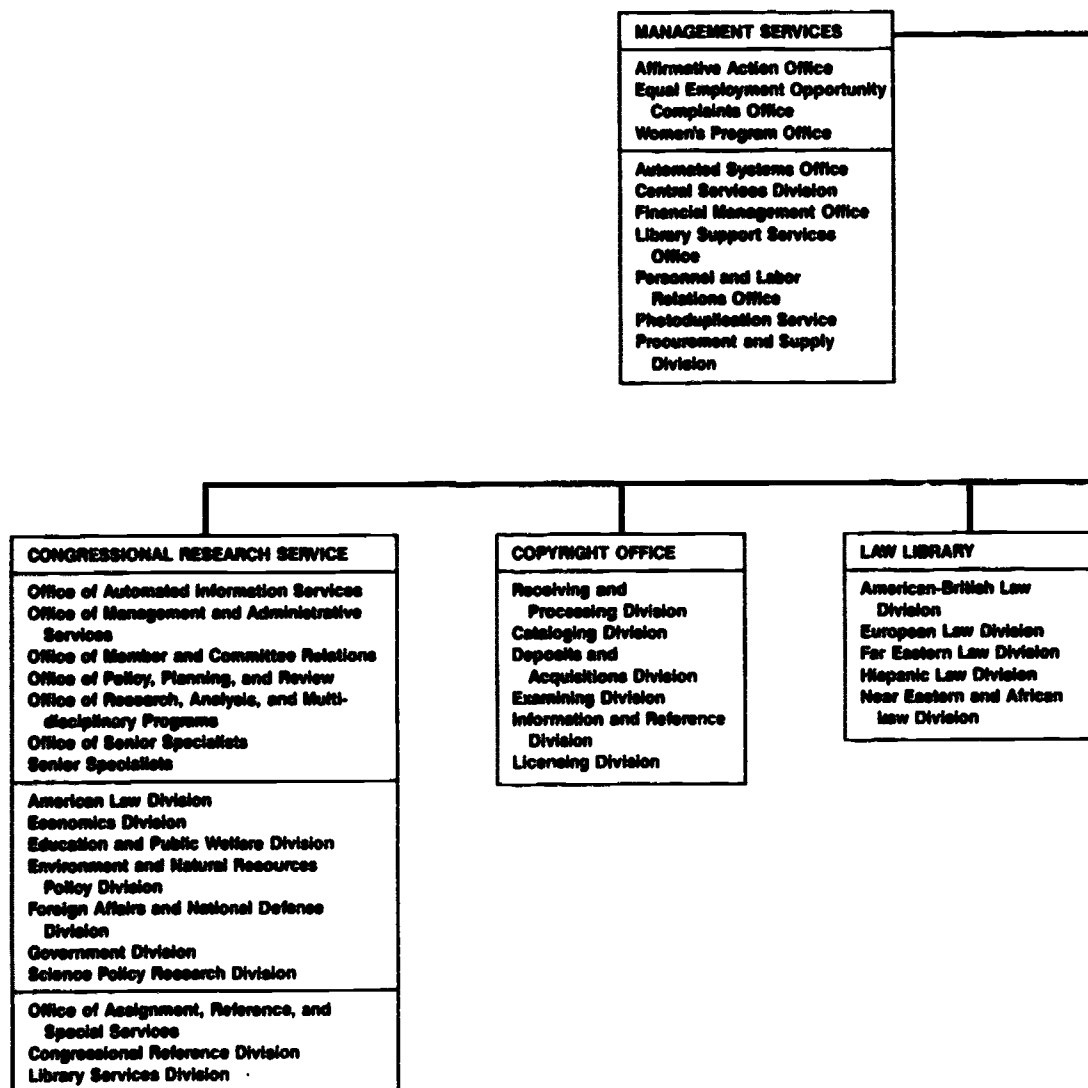 MANAGEMENT SERVICES
Affirmative Action Office
Equal Employment Opportunity
Complaints Office
Women's Program Office
Automated Systems Office
Central Services Division
Financial Management Office
Library Support Services
Office
Personnel and Labor
Relations Office
Photoduplication Service
Procurement and Supply
Division
CONGRESSIONAL RESEARCH SERVICE
Office of Automated Information Services
Office of Management and Administrative
Services
Office of Member and Committee Relations
Office of Policy, Planning, and Review
Office of Research, Analysis, and Multi-
disciplinary Programs
Office of Senior Specialists
Senior Specialists
American Law Division
Economics Division
Education and Public Welfare Division
Environment and Natural Resources
Policy Division
Foreign Affairs and National Defense
Division
Government Division
Science Policy Research Division
Office of Assignment, Reference, and
Special Services
Congressional Reference Division
Library Services Division
COPYRIGHT OFFICE
Receiving and
Processing Division
Cataloging Division
Deposits and
Acquisitions Division
Examining Division
Information and Reference
Division
Licensing Division
LAW LIBRARY
American-British Law
Division
European Law Division
Far Eastern Law Division
Hispanic Law Division
Near Eastern and African
Law Division